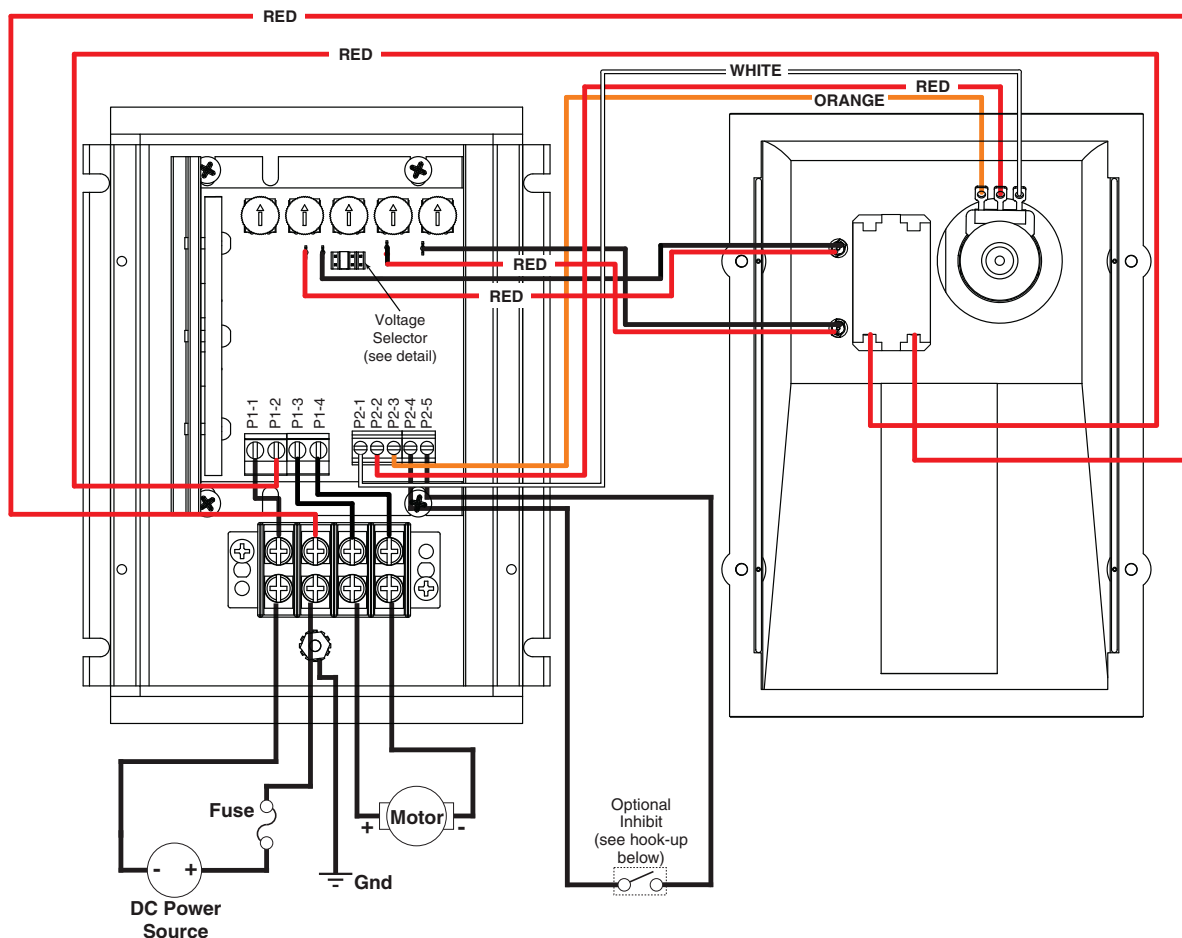 RED
RED
WHITE
RED
ORANGE
RED
RED
Voltage
Selector
(see detail)
P1-1
P1-2
P1-3
P1-4
P2-1
P2-2
P2-3
P2-4
P2-5
Fuse
+
Motor
-
Optional
Inhibit
(see hook-up
below)
-
+
Gnd
DC Power
Source